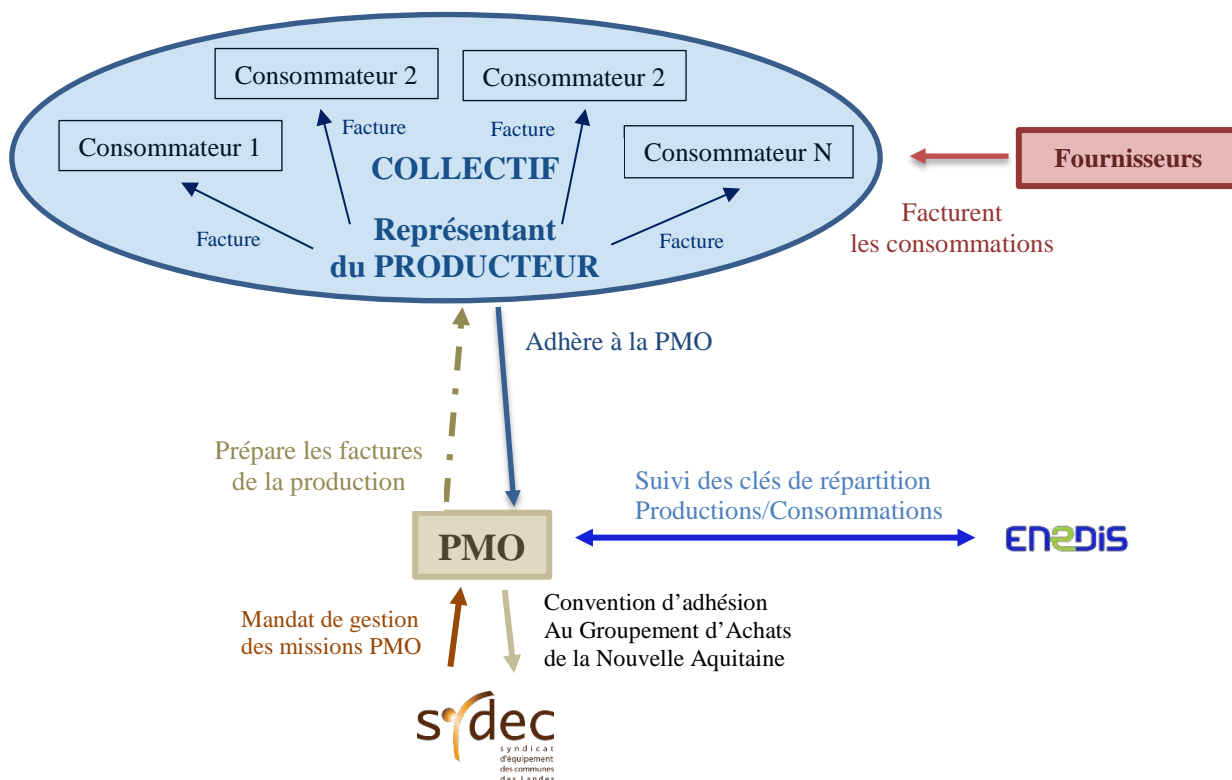 Consommateur 2
Consommateur 2
Facture
Facture
Consommateur 1
Consommateur N
COLLECTIF
Fournisseurs
Facture
Représentant
du PRODUCTEUR
Facture
Facturent
les consommations
Adhère à la PMO
Prépare les factures
de la production
Suivi des clés de répartition
Productions/Consommations
PMO
ENEDIS
Mandat de gestion
des missions PMO
Convention d’adhésion
Au Groupement d’Achats
de la Nouvelle Aquitaine
sydec
syndicat
d'équipement
des communes
des Landes